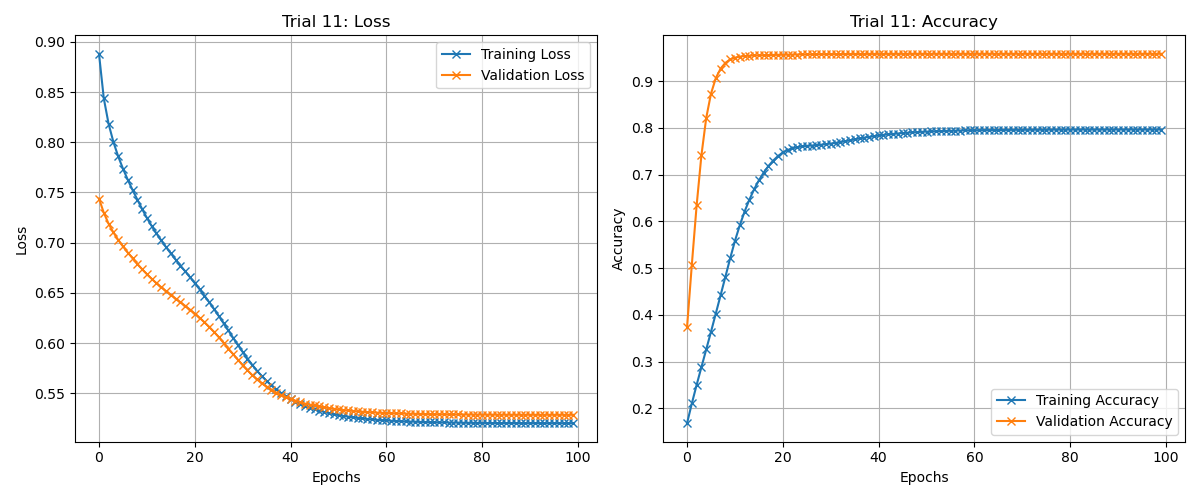 Trial 11: Loss
0.90
0.85
0.80
0.75
0.70
0.65
0.60
0.55
Loss
0
20
40
60
80
100
Epochs
Training Loss
Validation Loss
Trial 11: Accuracy
0.9
0.8
0.7
0.6
0.5
0.4
0.3
0.2
Accuracy
0
20
40
60
80
100
Epochs
Training Accuracy
Validation Accuracy